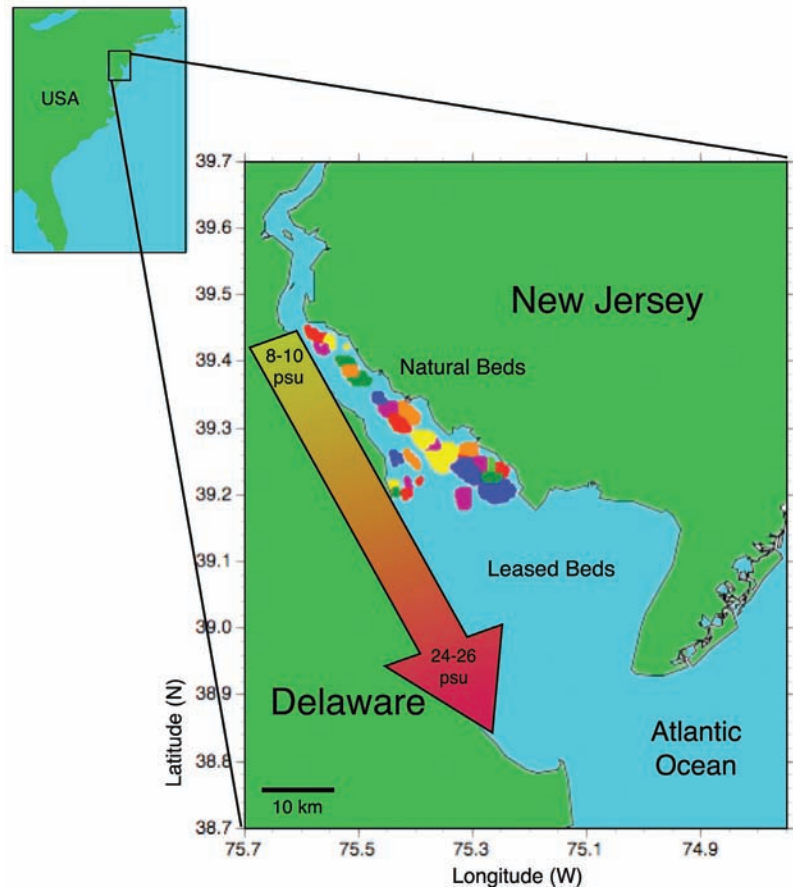 USA
39.7
39.6
39.5
39.4
39.3
39.2
39.1
39.0
38.9
38.8
38.7
Latitude (N)
New Jersey
8-10
psu
Natural Beds
Leased Beds
24-26
psu
Delaware
Atlantic
Ocean
10 km
75.7
75.5
75.3
75.1
74.9
Longitude (W)